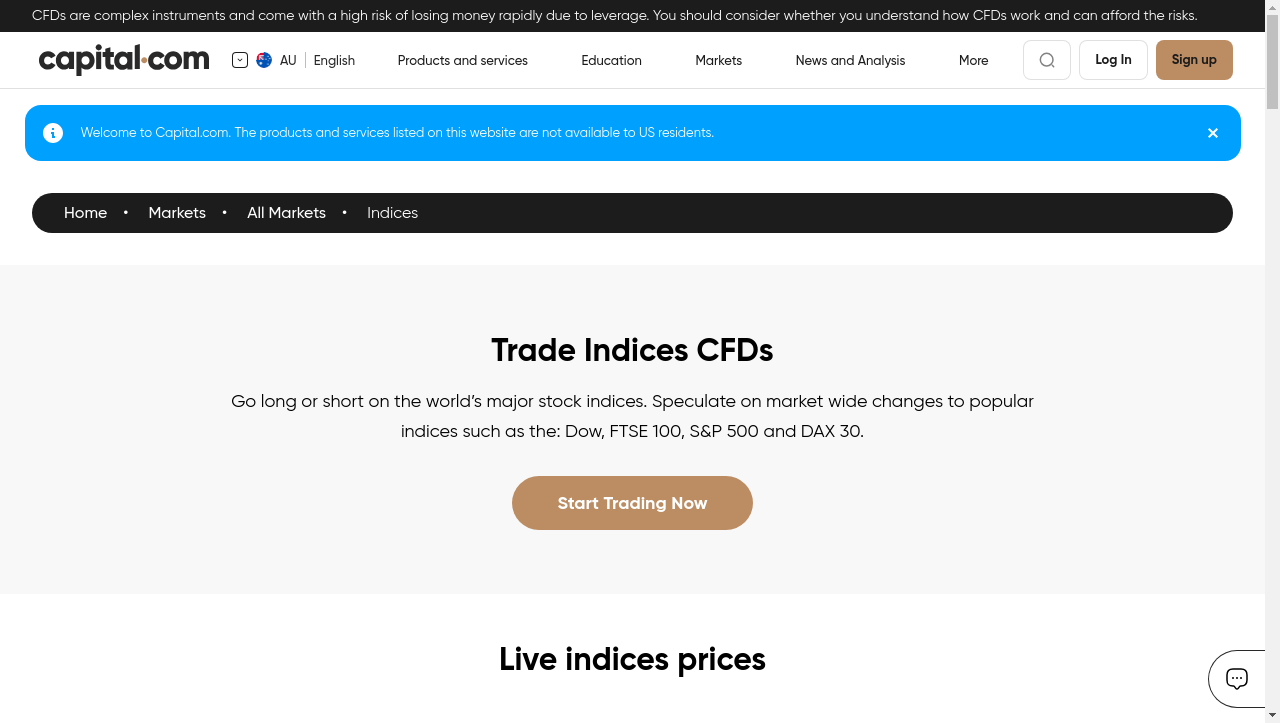 CFDs are complex instruments and come with a high risk of losing money rapidly due to leverage. You should consider whether you understand how CFDs work and can afford the risks.
capital.com AU English Products and services Education Markets News and Analysis More Log In Sign up
Welcome to Capital.com. The products and services listed on this website are not available to US residents.
Home • Markets • All Markets • Indices
Trade Indices CFDs
Go long or short on the world’s major stock indices. Speculate on market wide changes to popular
indices such as the: Dow, FTSE 100, S&P 500 and DAX 30.
Start Trading Now
Live indices prices